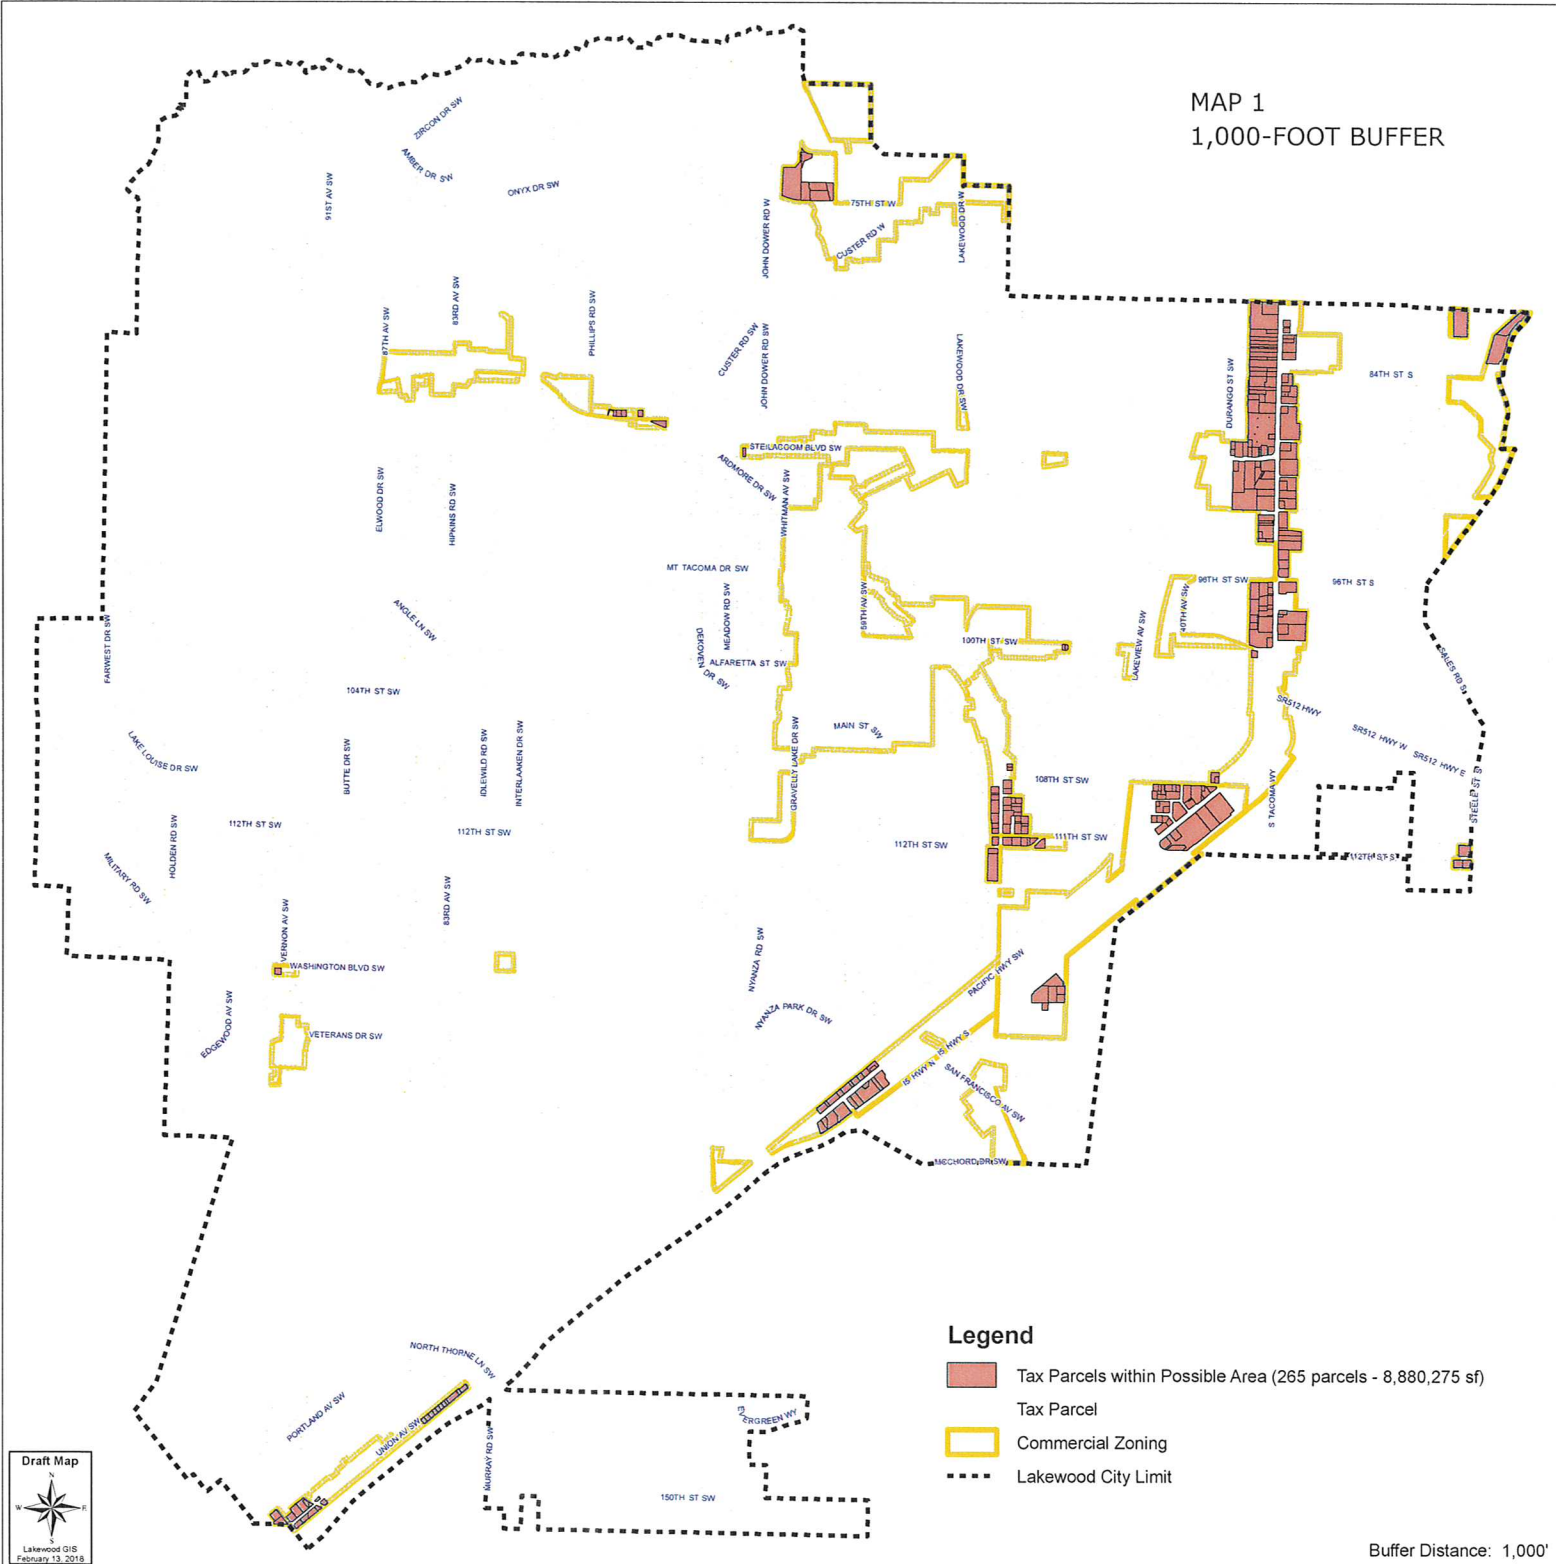 MAP 1
1,000-FOOT BUFFER
ZIRCON DR SW
AMBER DR SW
ONYX DR SW
91ST AV SW
JOHN DOWER RD W
75TH ST W
CUSTER RD W
LAKEWOOD DR W
87TH AV SW
83RD AV SW
PHILLIPS RD SW
CUSTER RD SW
JOHN DOWER RD SW
LAKEWOOD DR SW
DURANGO ST SW
84TH ST S
STEILACOOM BLVD SW
ARDMORE DR SW
WHITMAN AV SW
ELWOOD DR SW
HIPKINS RD SW
MT TACOMA DR SW
MEADOW RD SW
59TH AV SW
96TH ST SW
96TH ST S
40TH AV SW
ANGLE LN SW
FARWEST DR SW
DEKOVEN DR SW
ALFARETTA ST SW
100TH ST SW
LAKEVIEW AV SW
SALES RD S
104TH ST SW
SR512 HWY
SR512 HWY W
SR512 HWY E
LAKE LOUISE DR SW
BUTTE DR SW
IDLEWILD RD SW
INTERLAAKEN DR SW
GRAVELLY LAKE DR SW
MAIN ST SW
108TH ST SW
S TACOMA WY
STEELE ST S
112TH ST SW
112TH ST SW
112TH ST SW
111TH ST SW
112TH ST S
HOLDEN RD SW
MILITARY RD SW
83RD AV SW
VERNON AV SW
WASHINGTON BLVD SW
EDGEWOOD AV SW
VETERANS DR SW
NYANZA RD SW
NYANZA PARK DR SW
PACIFIC HWY SW
I5 HWY N
I5 HWY S
SAN FRANCISCO AV SW
MCCHORD DR SW
NORTH THORNE LN SW
PORTLAND AV SW
UNION AV SW
MURRAY RD SW
EVERGREEN WY
150TH ST SW
Legend
Tax Parcels within Possible Area (265 parcels - 8,880,275 sf)
Tax Parcel
Commercial Zoning
Lakewood City Limit
Draft Map
N
W E
S
Lakewood GIS
February 13, 2018
Buffer Distance: 1,000'